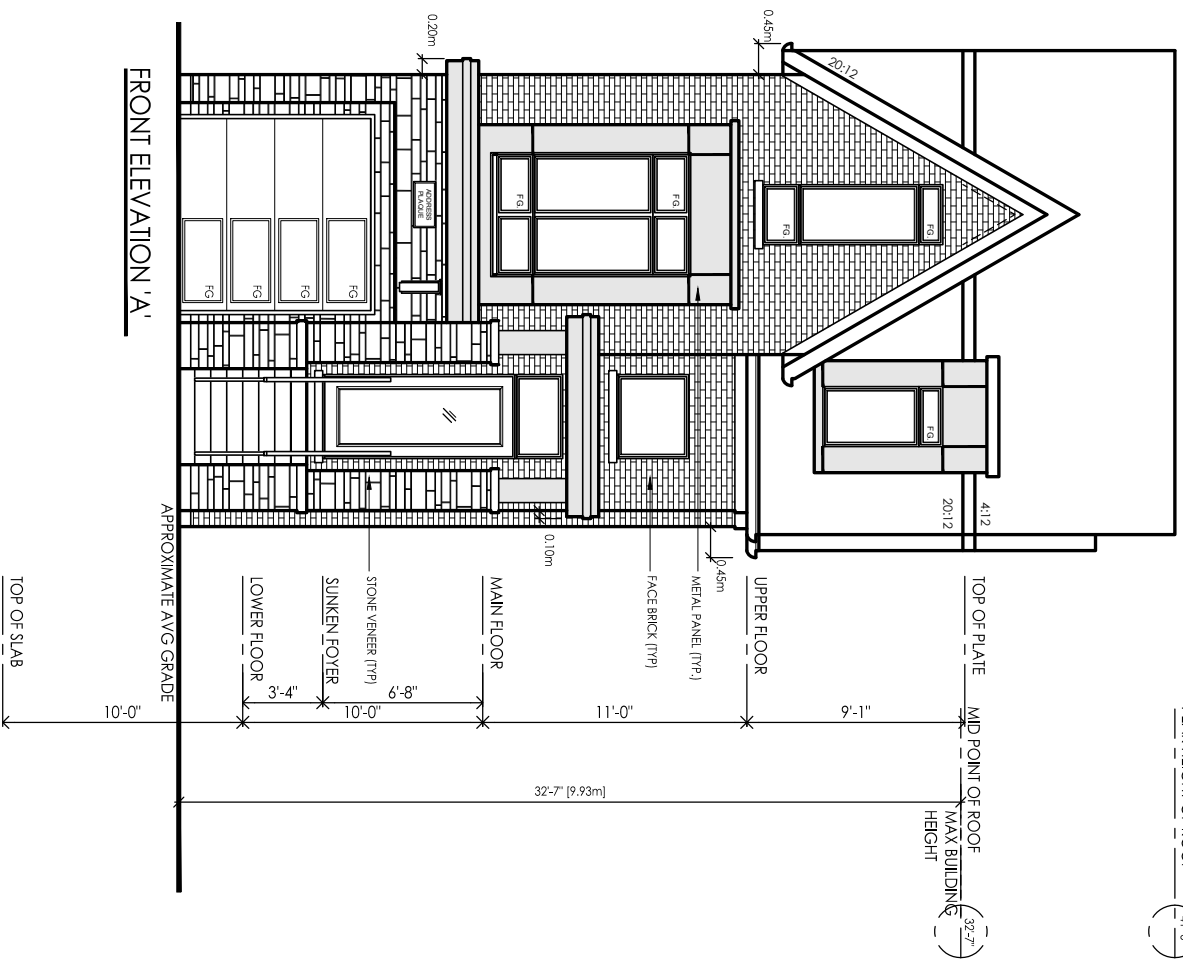 20:12
0.45m
4:12
20:12
TOP OF PLATE
MID POINT OF ROOF
MAX BUILDING
HEIGHT
32'-7"
9'-1"
UPPER FLOOR
0.45m
METAL PANEL (TYP.)
FACE BRICK (TYP)
11'-0"
32'-7" [9.93m]
0.20m
0.10m
MAIN FLOOR
STONE VENEER (TYP)
6'-8"
10'-0"
SUNKEN FOYER
3'-4"
LOWER FLOOR
APPROXIMATE AVG GRADE
10'-0"
TOP OF SLAB
FG.
FG.
FG.
FG.
FG.
ADDRESS
PLAQUE
FG
FG
FG
FG
FRONT ELEVATION 'A'